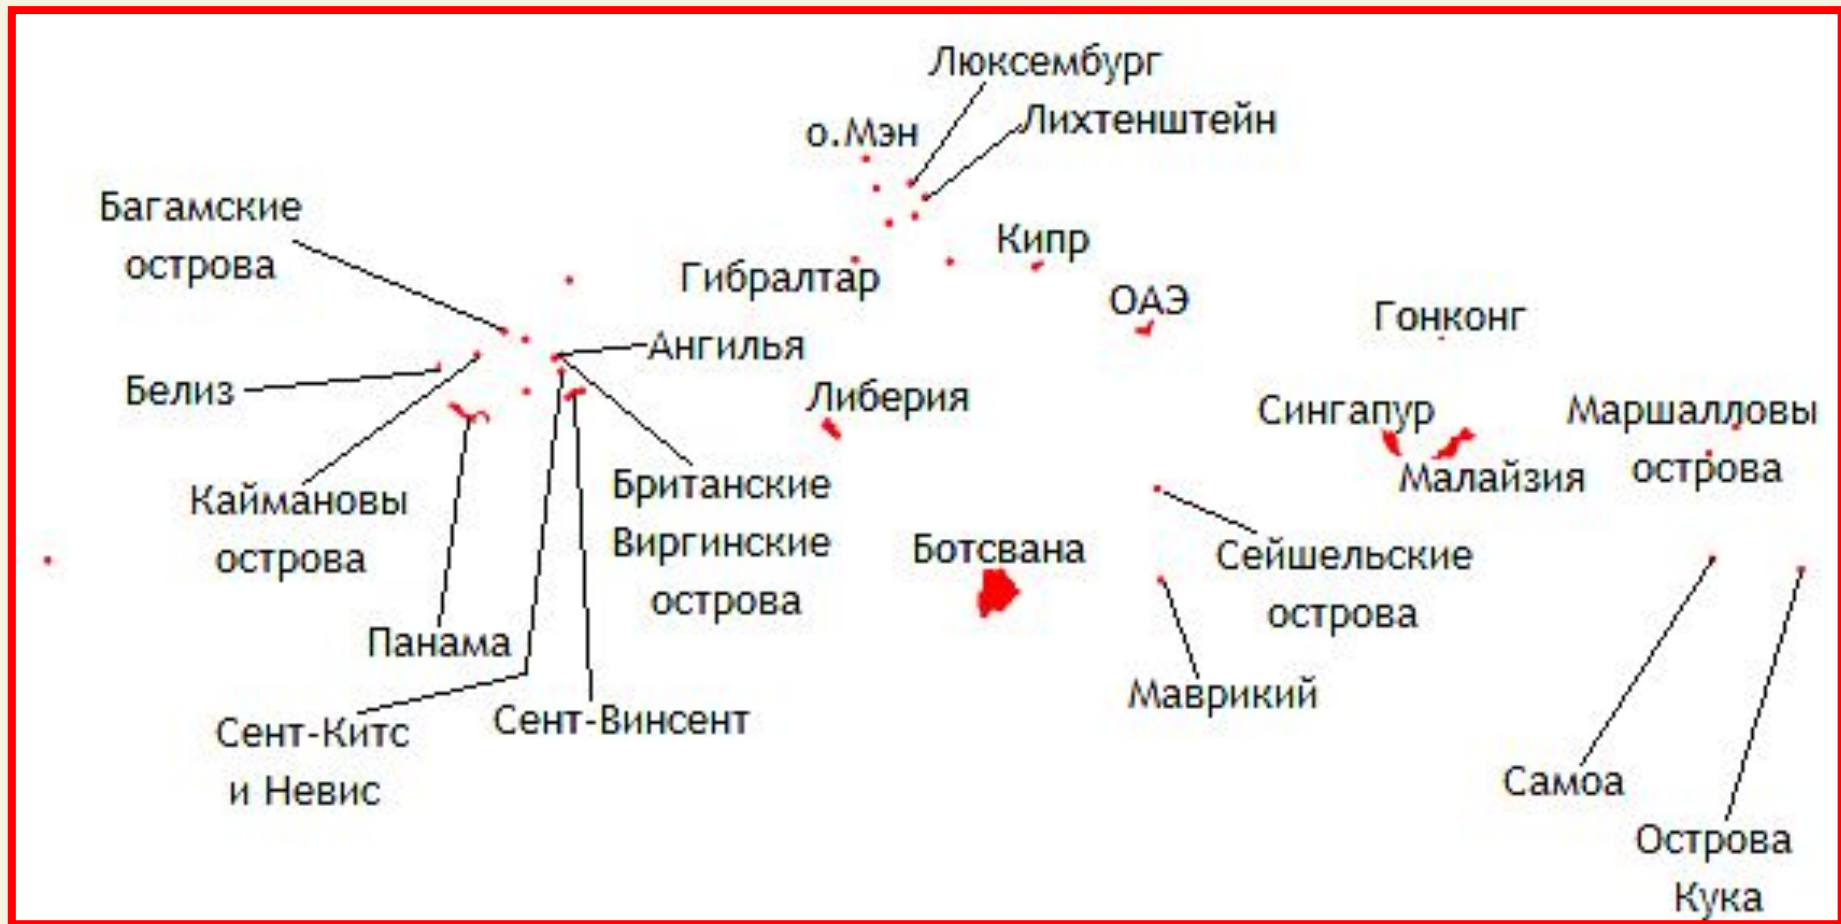 Люксембург
Лихтенштейн
о.Мэн
Багамские
острова
Кипр
Гибралтар
ОАЭ
Гонконг
Ангилья
Белиз
Либерия
Сингапур
Маршалловы
острова
Малайзия
Каймановы
острова
Британские
Виргинские
острова
Ботсвана
Сейшельские
острова
Панама
Маврикий
Сент-Китс
и Невис
Сент-Винсент
Самоа
Острова
Кука